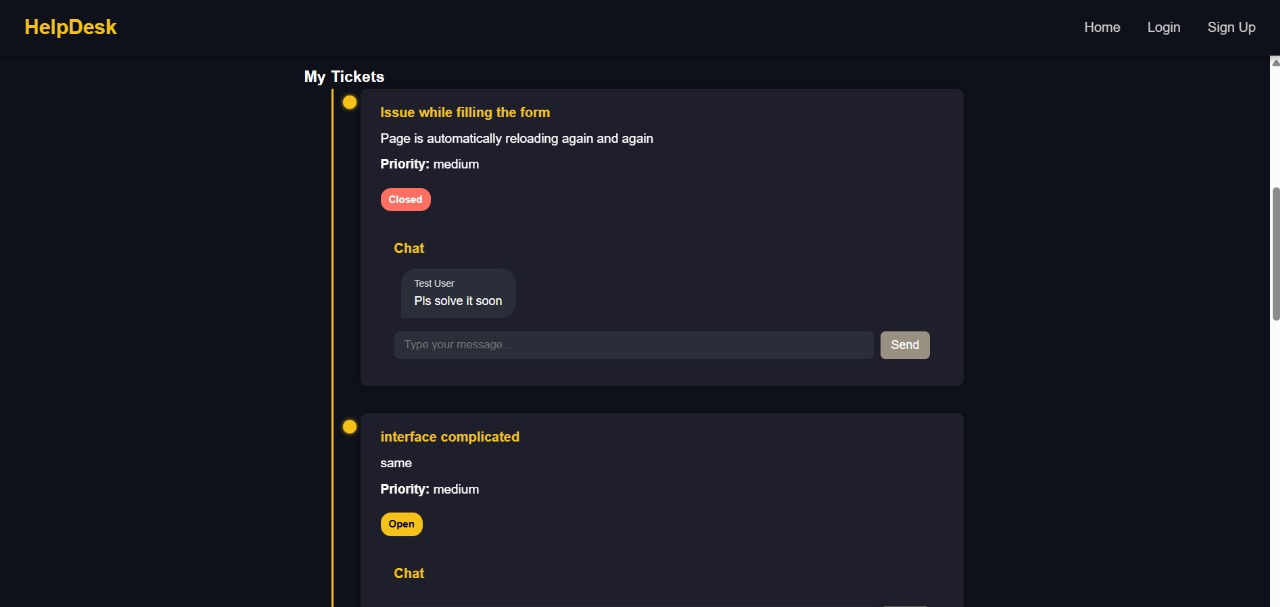 HelpDesk
Home Login Sign Up
My Tickets
Issue while filling the form
Page is automatically reloading again and again
Priority: medium
Closed
Chat
Test User
Pls solve it soon
Type your message...
Send
interface complicated
same
Priority: medium
Open
Chat